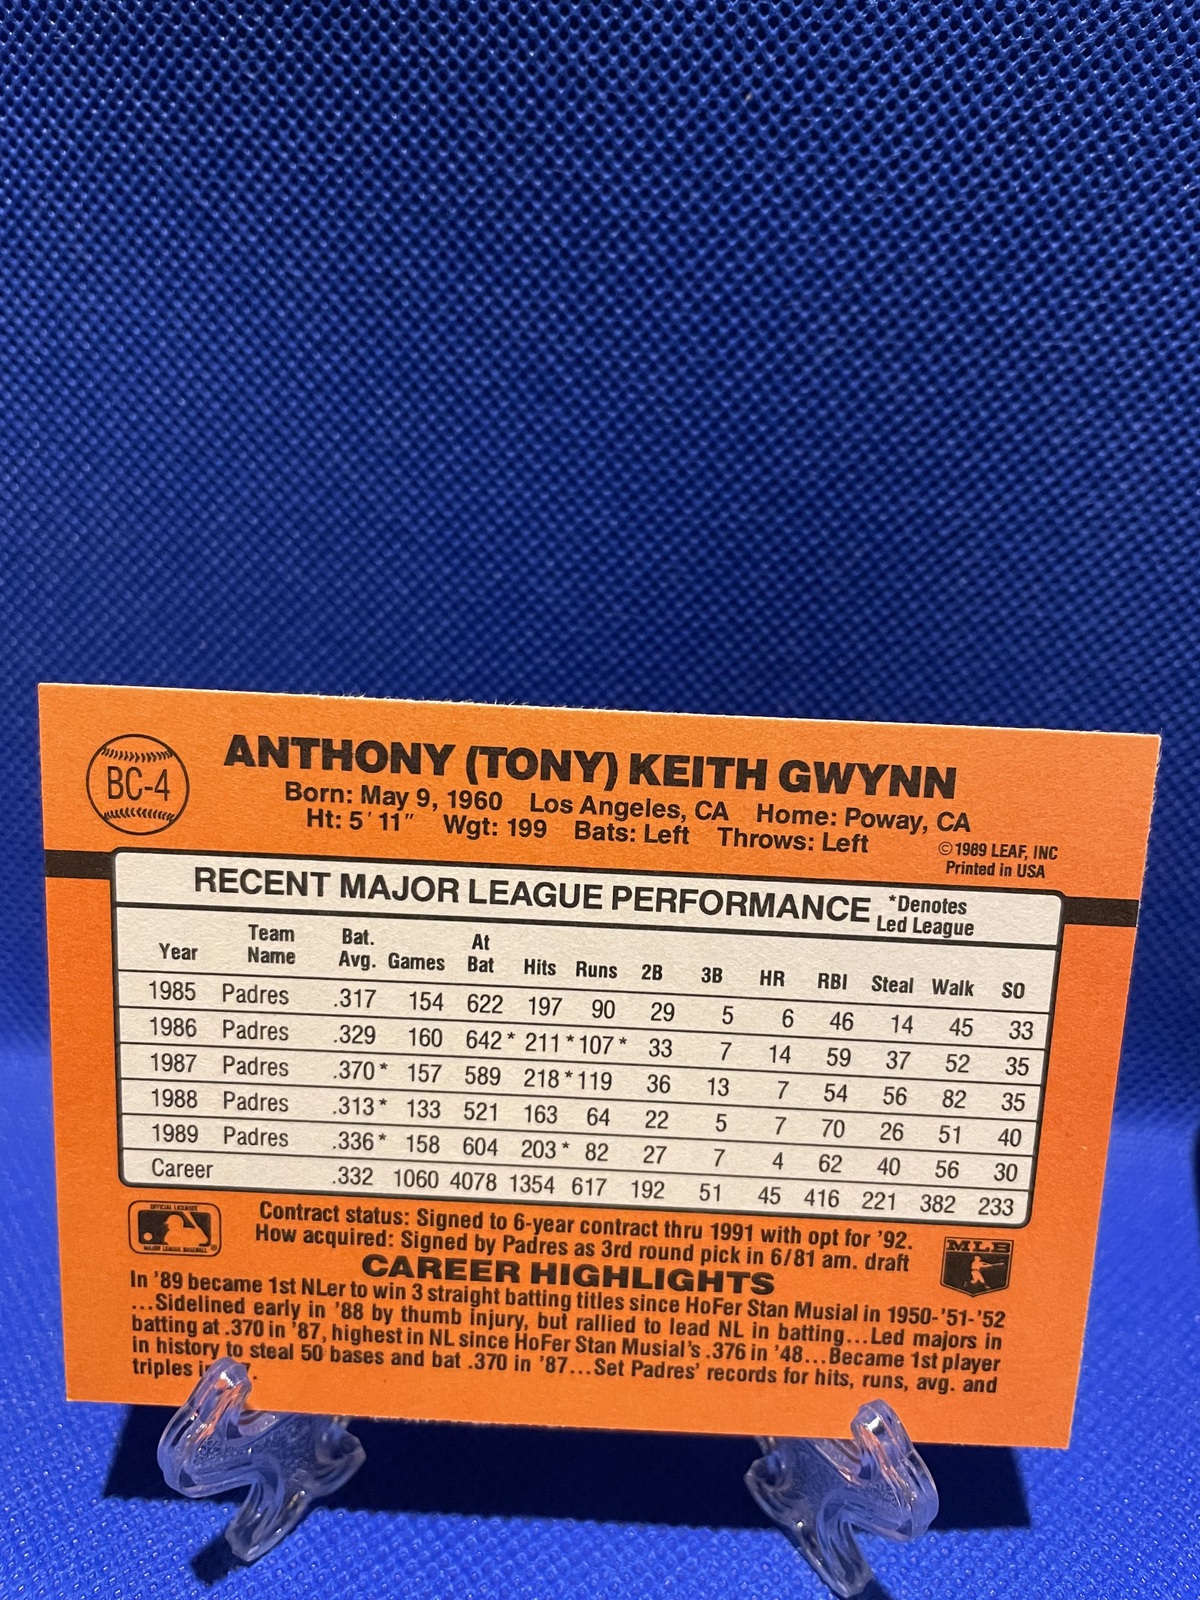 BC-4
ANTHONY (TONY) KEITH GWYNN
Born: May 9, 1960 Los Angeles, CA Home: Poway, CA
Ht: 5' 11" Wgt: 199 Bats: Left Throws: Left
©1989 LEAF, INC
Printed in USA
RECENT MAJOR LEAGUE PERFORMANCE *Denotes Led League
Year Team Name Bat. Avg. Games At Bat Hits Runs 2B 3B HR RBI Steal Walk SO
1985 Padres .317 154 622 197 90 29 5 6 46 14 45 33
1986 Padres .329 160 642* 211* 107* 33 7 14 59 37 52 35
1987 Padres .370* 157 589 218* 119 36 13 7 54 56 82 35
1988 Padres .313* 133 521 163 64 22 5 7 70 26 51 40
1989 Padres .336* 158 604 203* 82 27 7 4 62 40 56 30
Career .332 1060 4078 1354 617 192 51 45 416 221 382 233
OFFICIAL LICENSEE
MAJOR LEAGUE BASEBALL
Contract status: Signed to 6-year contract thru 1991 with opt for '92.
How acquired: Signed by Padres as 3rd round pick in 6/81 am. draft
MLB
CAREER HIGHLIGHTS
In '89 became 1st NLer to win 3 straight batting titles since HoFer Stan Musial in 1950-'51-'52
...Sidelined early in '88 by thumb injury, but rallied to lead NL in batting...Led majors in
batting at .370 in '87, highest in NL since HoFer Stan Musial's .376 in '48...Became 1st player
in history to steal 50 bases and bat .370 in '87...Set Padres' records for hits, runs, avg. and
triples in